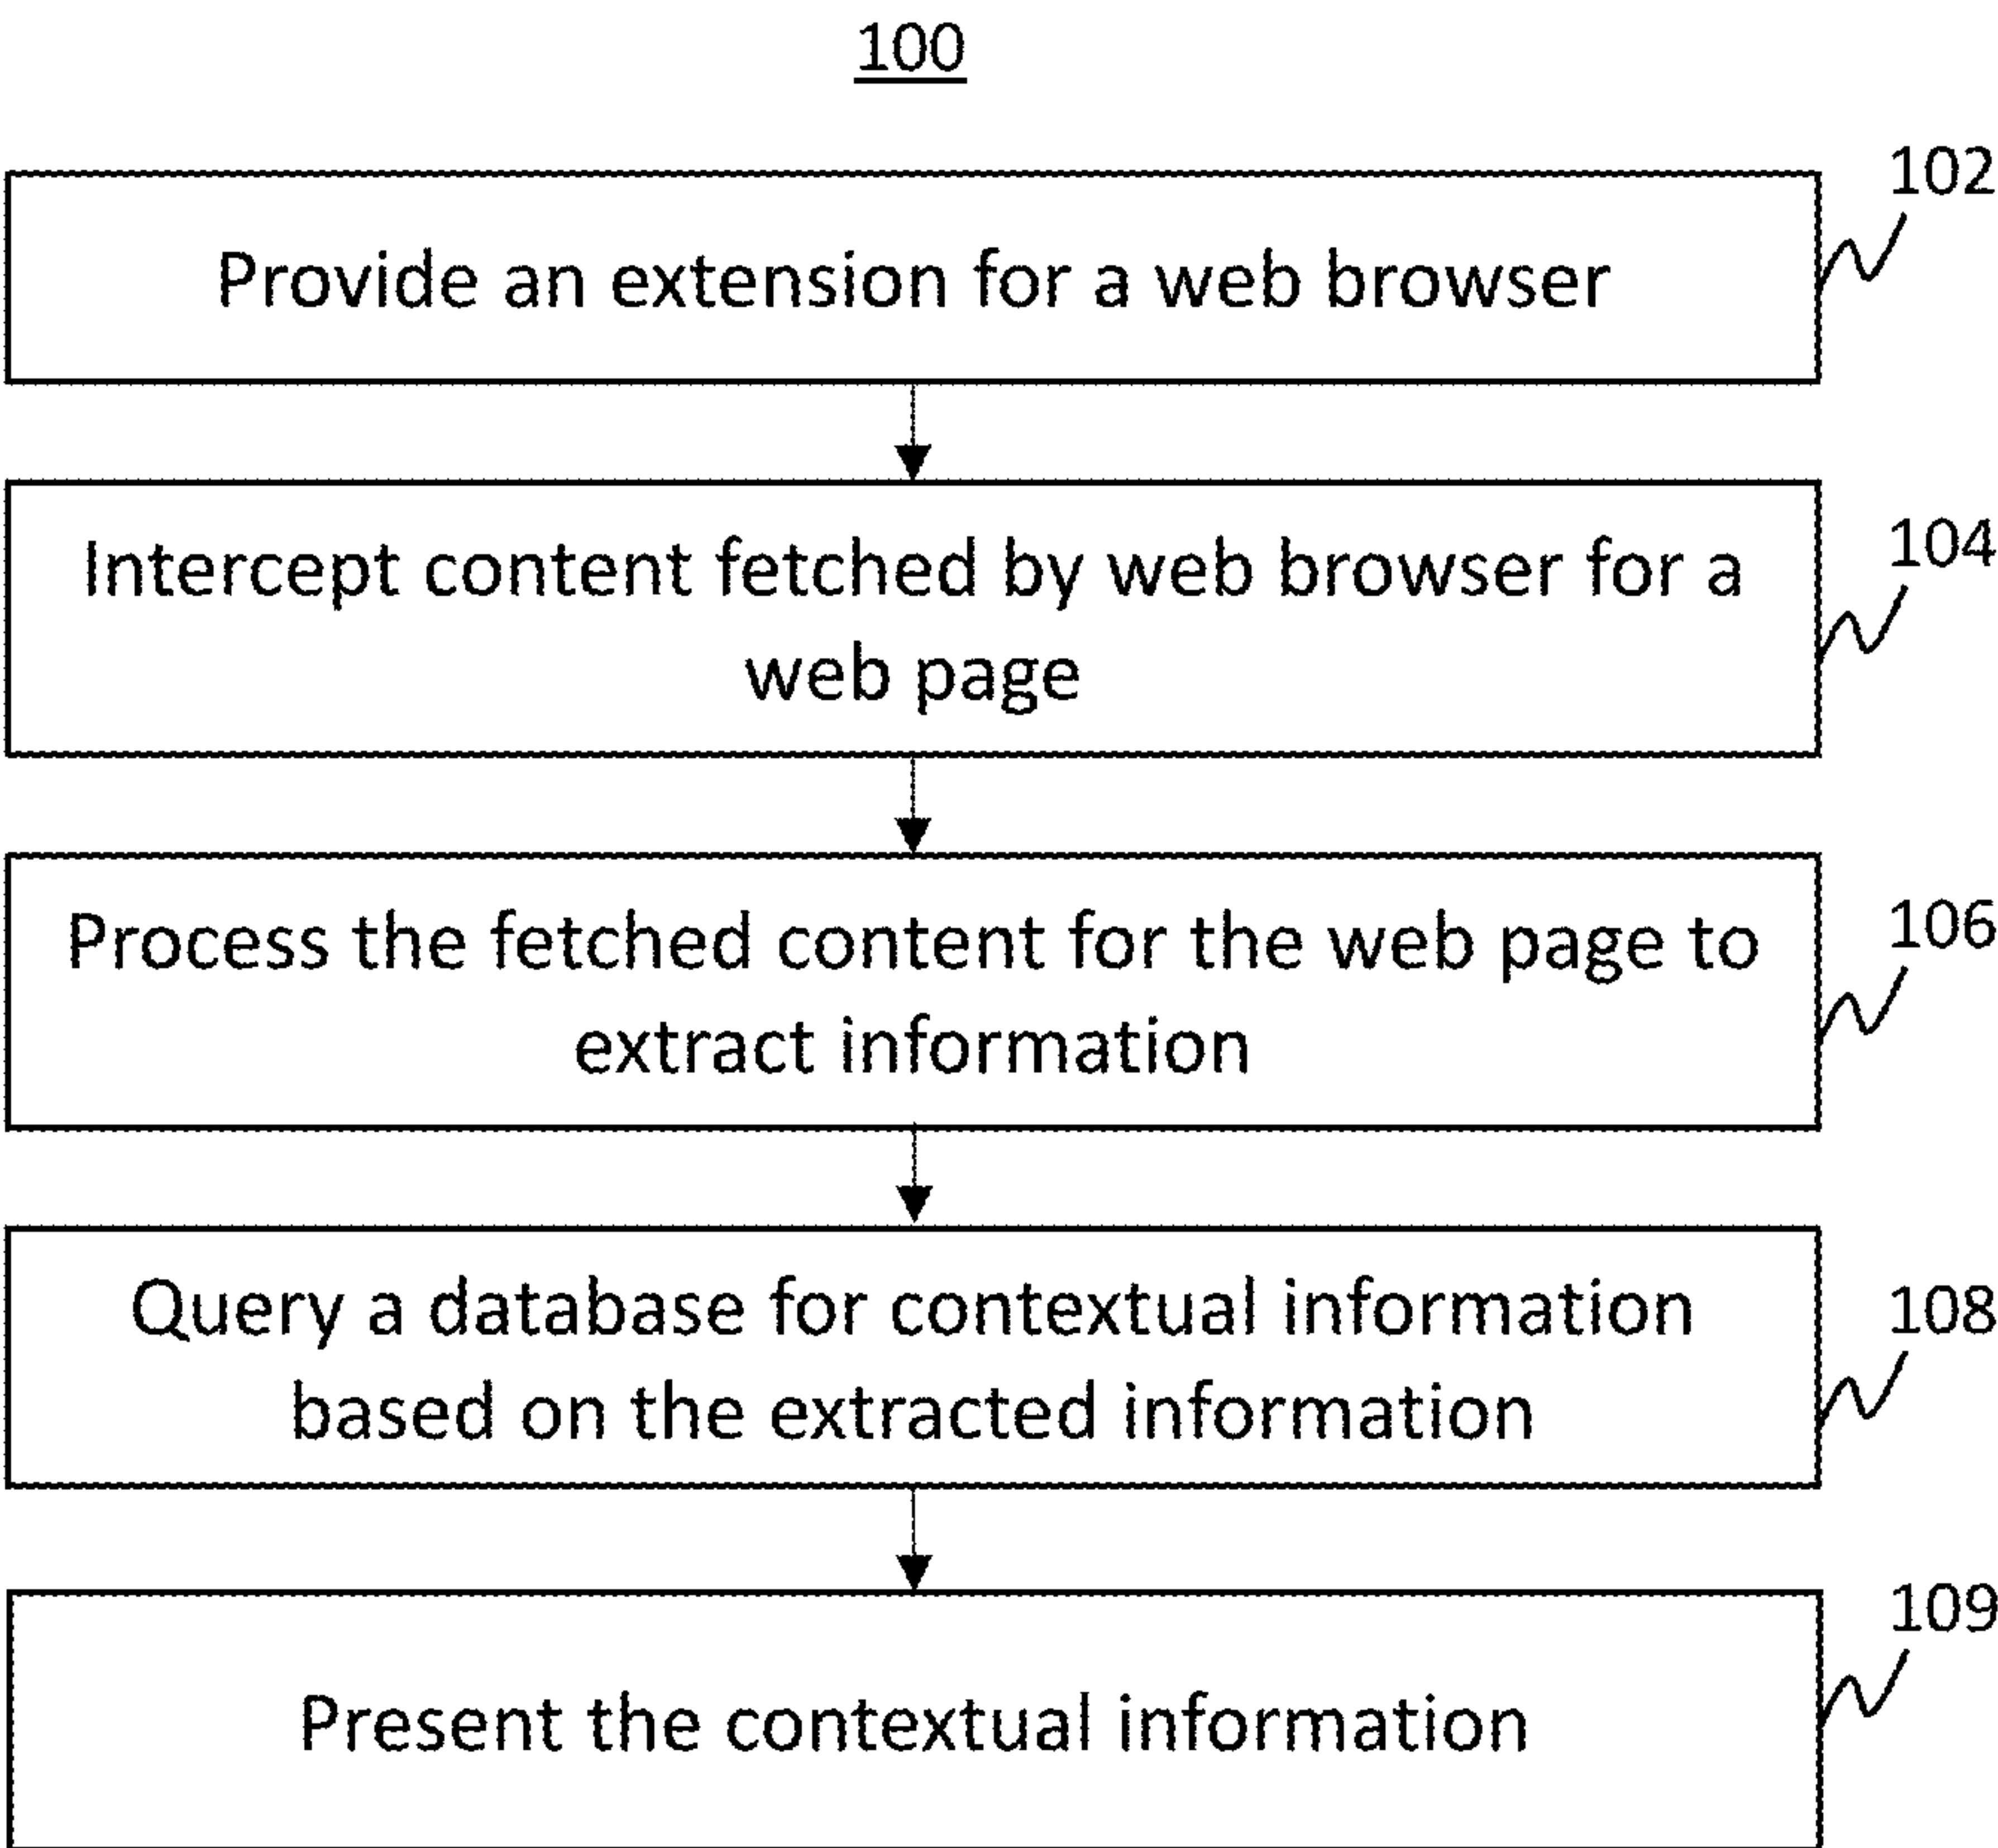 100
102
Provide an extension for a web browser
104
Intercept content fetched by web browser for a
web page
106
Process the fetched content for the web page to
extract information
108
Query a database for contextual information
based on the extracted information
109
Present the contextual information